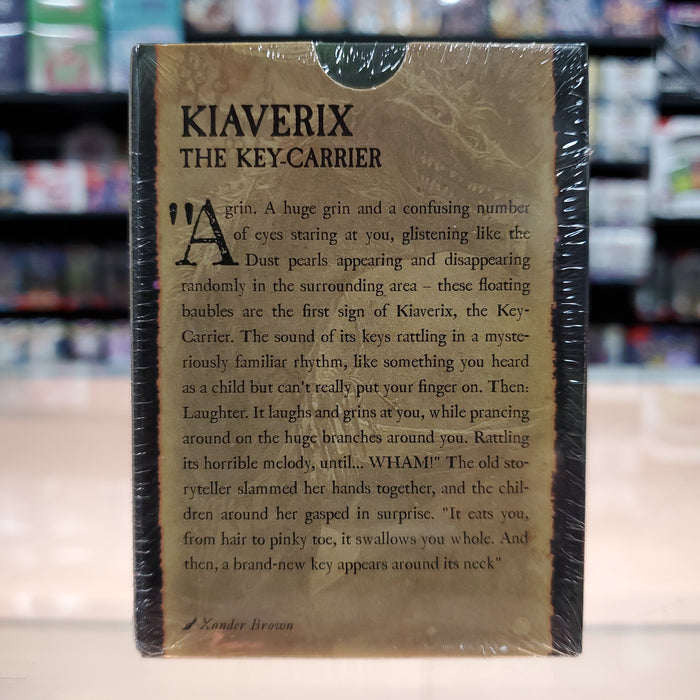 KIAVERIX
THE KEY-CARRIER
"A grin. A huge grin and a confusing number
of eyes staring at you, glistening like the
Dust pearls appearing and disappearing
randomly in the surrounding area – these floating
baubles are the first sign of Kiaverix, the Key-
Carrier. The sound of its keys rattling in a myste-
riously familiar rhythm, like something you heard
as a child but can't really put your finger on. Then:
Laughter. It laughs and grins at you, while prancing
around on the huge branches around you. Rattling
its horrible melody, until... WHAM!" The old sto-
ryteller slammed her hands together, and the chil-
dren around her gasped in surprise. "It eats you,
from hair to pinky toe, it swallows you whole. And
then, a brand-new key appears around its neck"
Xander Brown